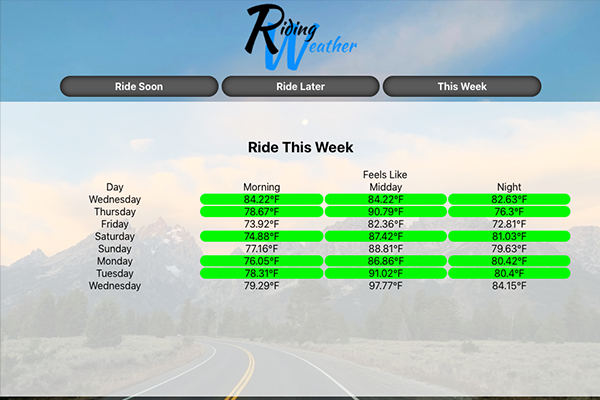 Riding
Weather
Ride Soon Ride Later This Week
Ride This Week
Feels Like
Day Morning Midday Night
Wednesday 84.22°F 84.22°F 82.63°F
Thursday 78.67°F 90.79°F 76.3°F
Friday 73.92°F 82.36°F 72.81°F
Saturday 74.88°F 87.42°F 81.03°F
Sunday 77.16°F 88.81°F 79.63°F
Monday 76.05°F 86.86°F 80.42°F
Tuesday 78.31°F 91.02°F 80.4°F
Wednesday 79.29°F 97.77°F 84.15°F